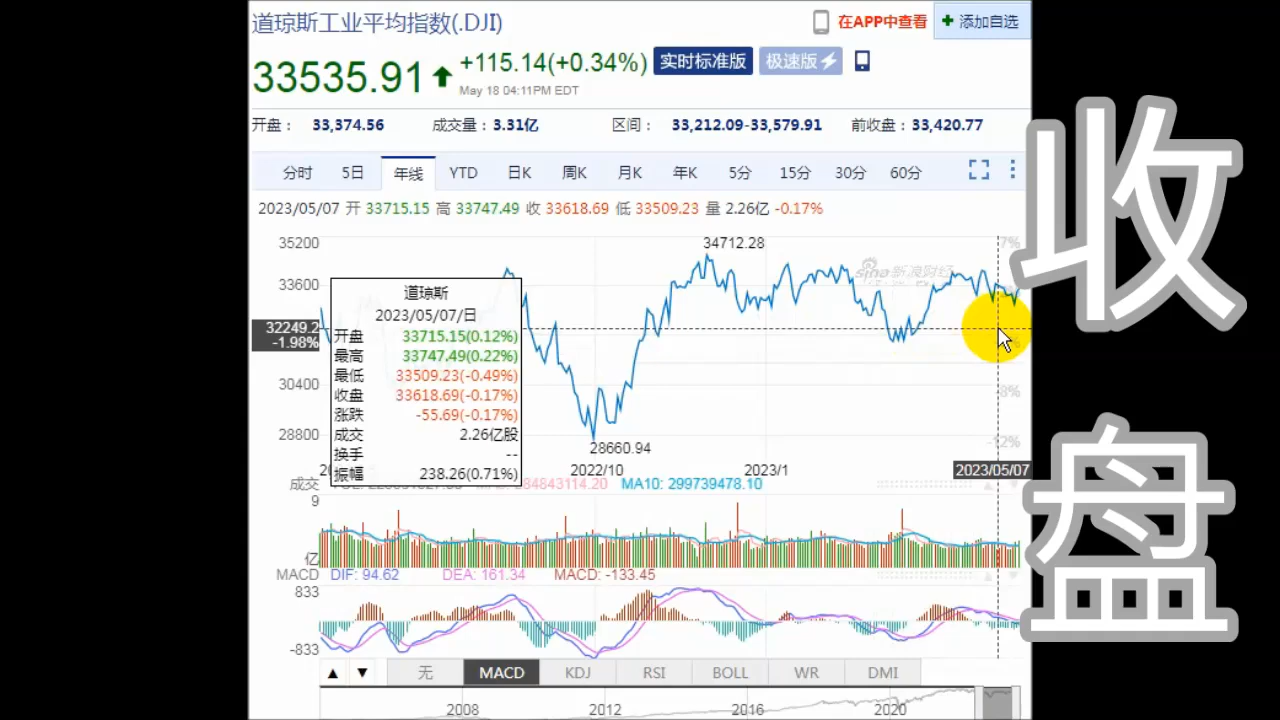 道琼斯工业平均指数(.DJI)
在APP中查看
添加自选
33535.91
+115.14(+0.34%)
实时标准版
极速版
May 18 04:11PM EDT
开盘: 33,374.56 成交量: 3.31亿 区间: 33,212.09-33,579.91 前收盘: 33,420.77
分时 5日 年线 YTD 日K 周K 月K 年K 5分 15分 30分 60分
2023/05/07 开 33715.15 高 33747.49 收 33618.69 低 33509.23 量 2.26亿 -0.17%
35200
34712.28
7%
sina 新浪财经
33600
32249.2
-1.98%
30400
-8%
28800
-12%
道琼斯
2023/05/07/日
开盘 33715.15(0.12%)
最高 33747.49(0.22%)
最低 33509.23(-0.49%)
收盘 33618.69(-0.17%)
涨跌 -55.69(-0.17%)
成交 2.26亿股
换手 --
振幅 238.26(0.71%)
28660.94
2022/10
2023/1
2023/05/07
成交
MA10: 299739478.10
9
亿
MACD DIF: 94.62 DEA: 161.34 MACD: -133.45
833
-833
▲ ▼ 无 MACD KDJ RSI BOLL WR DMI
2008 2012 2016 2020
收
盘